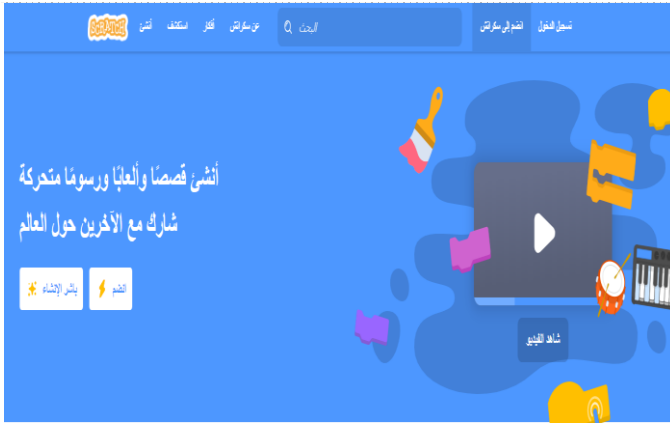 SCRATCH
أنشئ
استكشف
أفكار
عن سكراتش
البحث
انضم إلى سكراتش
تسجيل الدخول
أنشئ قصصًا وألعابًا ورسومًا متحركة
شارك مع الآخرين حول العالم
انضم
باشر الإنشاء
شاهد الفيديو